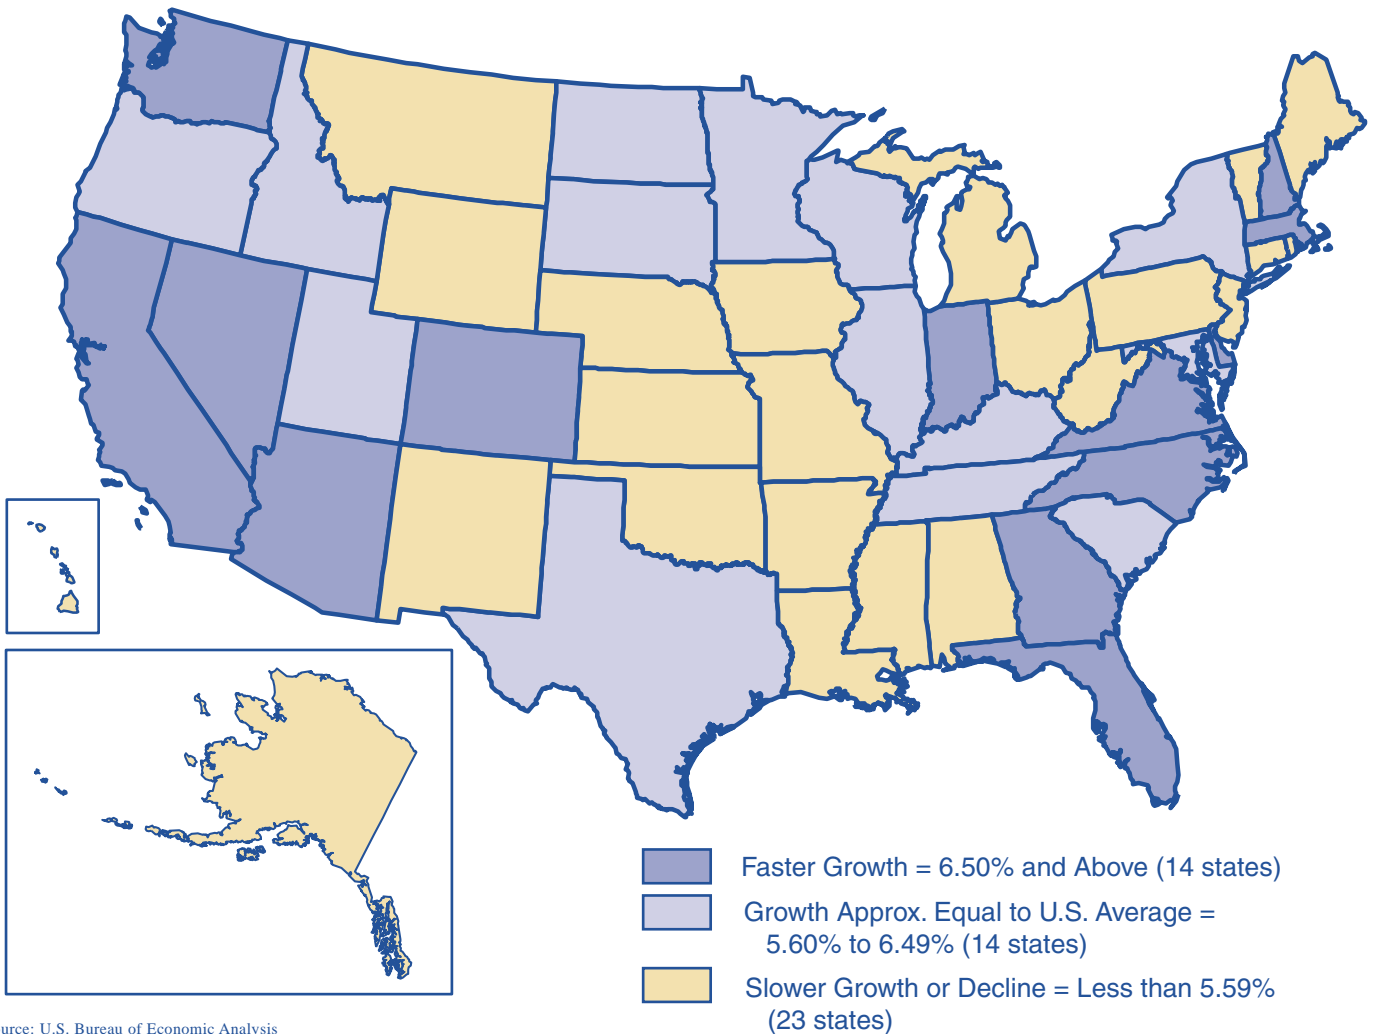 Faster Growth = 6.50% and Above (14 states)
Growth Approx. Equal to U.S. Average =
5.60% to 6.49% (14 states)
Slower Growth or Decline = Less than 5.59%
(23 states)
urce: U.S. Bureau of Economic Analysis